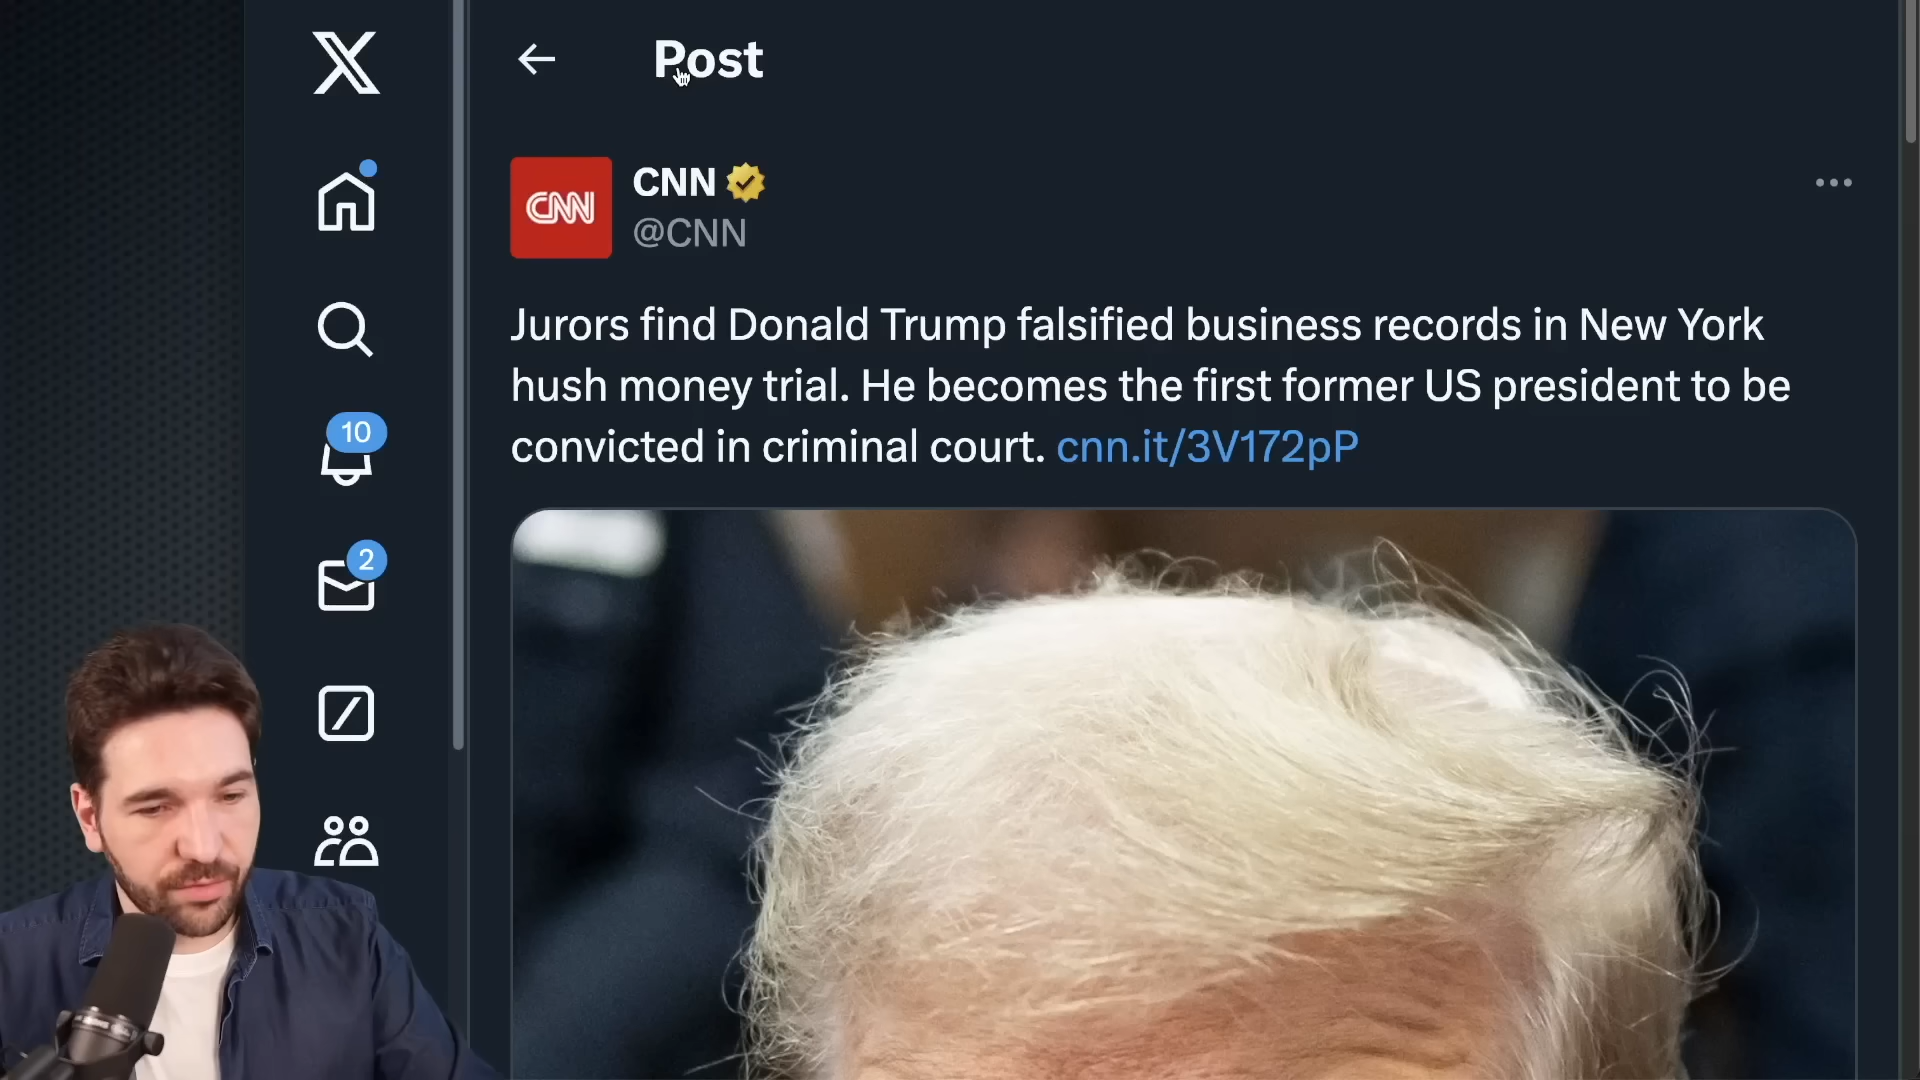 Post
CNN
CNN
@CNN
Jurors find Donald Trump falsified business records in New York
hush money trial. He becomes the first former US president to be
convicted in criminal court. cnn.it/3V172pP
10
2